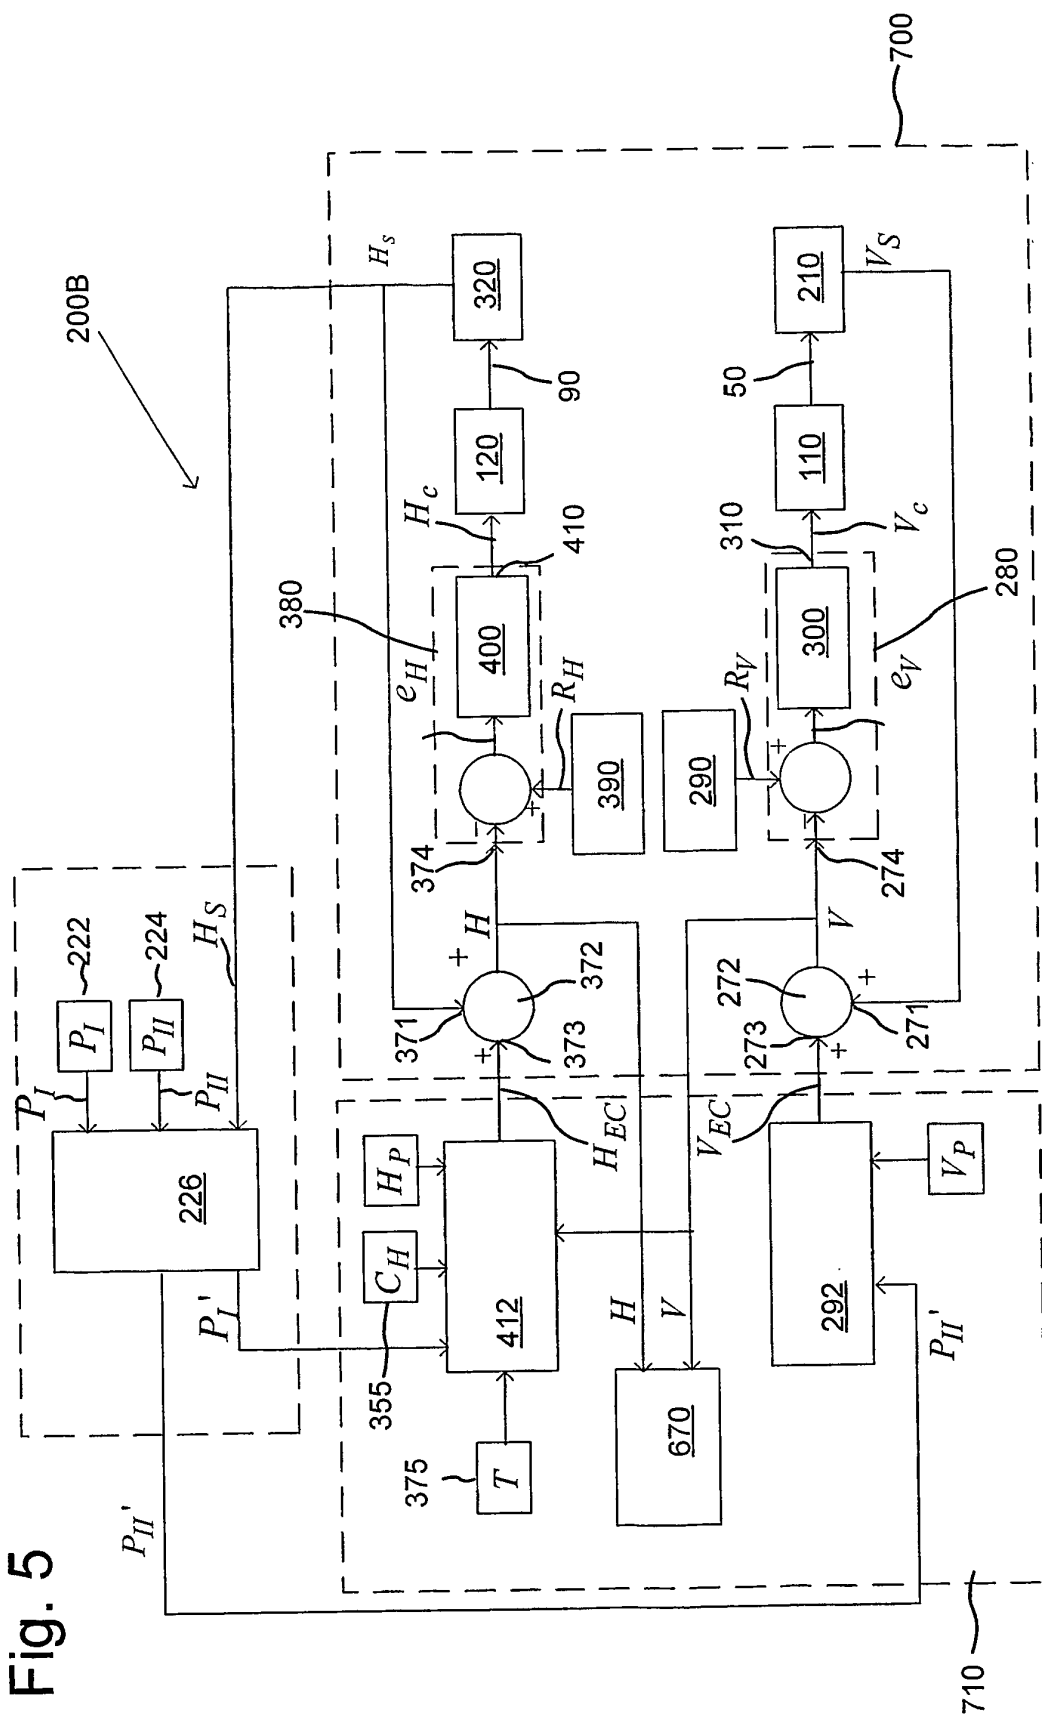 Fig. 5
200B
700
710
P_II'
P_I'
226
P_I
P_II
P_I
222
P_II
224
H_S
H_s
375
T
355
C_H
H_P
412
H_EC
371
+
+
373
372
H
374
380
e_H
−
+
R_H
390
400
410
H_c
120
90
320
670
H
V
292
P_II'
V_P
V_EC
273
272
+
+
271
V
274
290
R_V
+
−
e_V
280
300
310
V_c
110
50
210
V_S